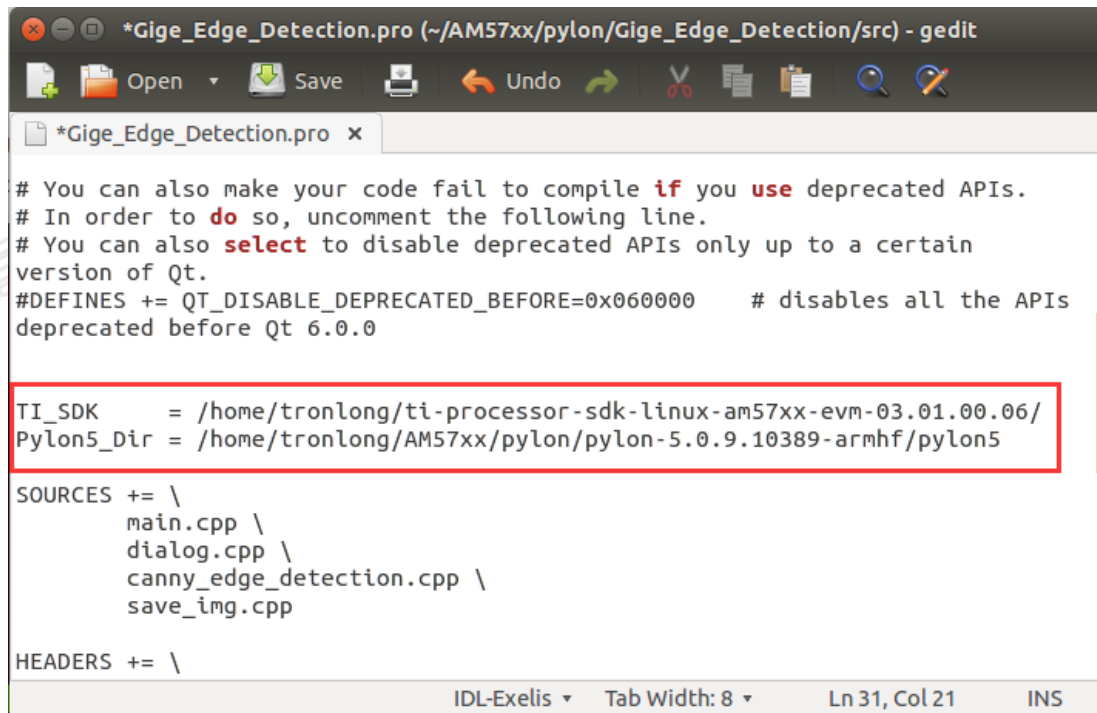 *Gige_Edge_Detection.pro (~/AM57xx/pylon/Gige_Edge_Detection/src) - gedit
Open Save Undo
*Gige_Edge_Detection.pro ×
# You can also make your code fail to compile if you use deprecated APIs.
# In order to do so, uncomment the following line.
# You can also select to disable deprecated APIs only up to a certain
version of Qt.
#DEFINES += QT_DISABLE_DEPRECATED_BEFORE=0x060000    # disables all the APIs
deprecated before Qt 6.0.0
TI_SDK     = /home/tronlong/ti-processor-sdk-linux-am57xx-evm-03.01.00.06/
Pylon5_Dir = /home/tronlong/AM57xx/pylon/pylon-5.0.9.10389-armhf/pylon5
SOURCES += \
        main.cpp \
        dialog.cpp \
        canny_edge_detection.cpp \
        save_img.cpp
HEADERS += \
IDL-Exelis Tab Width: 8 Ln 31, Col 21 INS